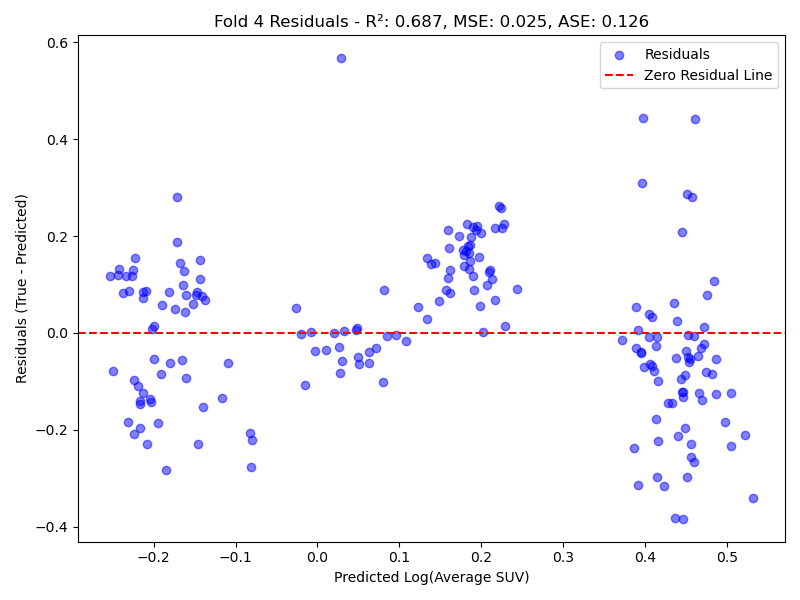 Fold 4 Residuals - R²: 0.687, MSE: 0.025, ASE: 0.126
Residuals
Zero Residual Line
Residuals (True - Predicted)
0.6
0.4
0.2
0.0
−0.2
−0.4
−0.2
−0.1
0.0
0.1
0.2
0.3
0.4
0.5
Predicted Log(Average SUV)